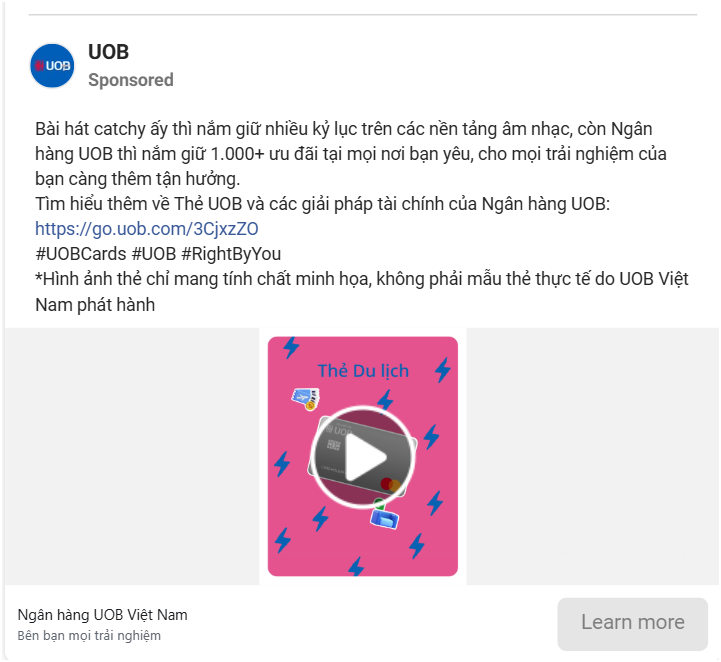 UOB
UOB
Sponsored
Bài hát catchy ấy thì nắm giữ nhiều kỷ lục trên các nền tảng âm nhạc, còn Ngân
hàng UOB thì nắm giữ 1.000+ ưu đãi tại mọi nơi bạn yêu, cho mọi trải nghiệm của
bạn càng thêm tận hưởng.
Tìm hiểu thêm về Thẻ UOB và các giải pháp tài chính của Ngân hàng UOB:
https://go.uob.com/3CjxzZO
#UOBCards #UOB #RightByYou
*Hình ảnh thẻ chỉ mang tính chất minh họa, không phải mẫu thẻ thực tế do UOB Việt
Nam phát hành
Thẻ Du lịch
UOB
Ngân hàng UOB Việt Nam
Bên bạn mọi trải nghiệm
Learn more